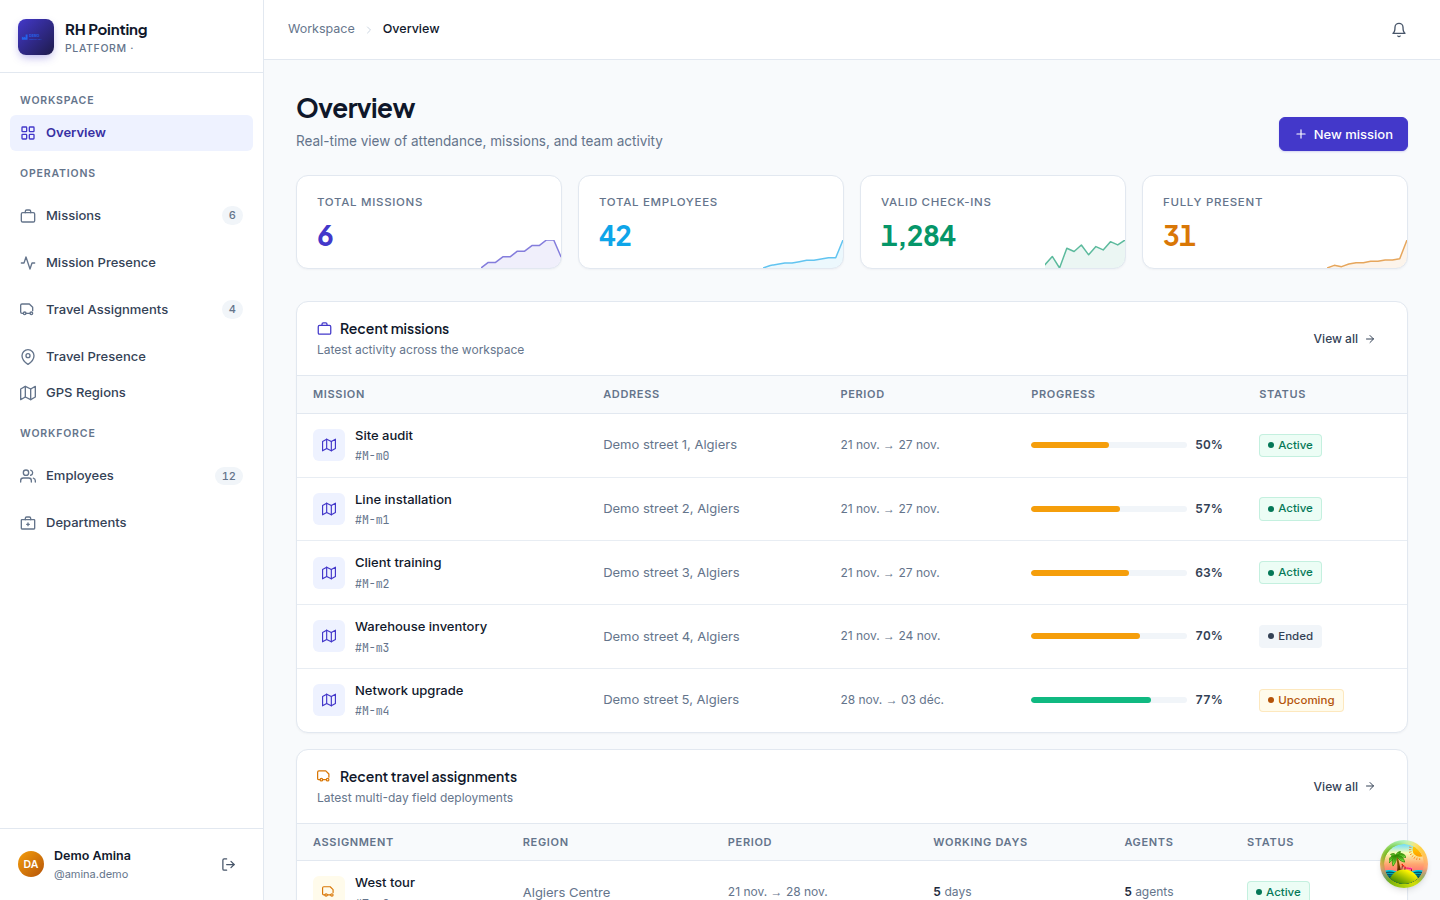 RH Pointing
PLATFORM ·
WORKSPACE
Overview
OPERATIONS
Missions 6
Mission Presence
Travel Assignments 4
Travel Presence
GPS Regions
WORKFORCE
Employees 12
Departments
DA
Demo Amina
@amina.demo
Workspace Overview
Overview
Real-time view of attendance, missions, and team activity
New mission
TOTAL MISSIONS
6
TOTAL EMPLOYEES
42
VALID CHECK-INS
1,284
FULLY PRESENT
31
Recent missions
Latest activity across the workspace
View all →
MISSION ADDRESS PERIOD PROGRESS STATUS
Site audit
#M-m0
Demo street 1, Algiers 21 nov. → 27 nov. 50% Active
Line installation
#M-m1
Demo street 2, Algiers 21 nov. → 27 nov. 57% Active
Client training
#M-m2
Demo street 3, Algiers 21 nov. → 27 nov. 63% Active
Warehouse inventory
#M-m3
Demo street 4, Algiers 21 nov. → 24 nov. 70% Ended
Network upgrade
#M-m4
Demo street 5, Algiers 28 nov. → 03 déc. 77% Upcoming
Recent travel assignments
Latest multi-day field deployments
View all →
ASSIGNMENT REGION PERIOD WORKING DAYS AGENTS STATUS
West tour
Algiers Centre 21 nov. → 28 nov. 5 days 5 agents Active